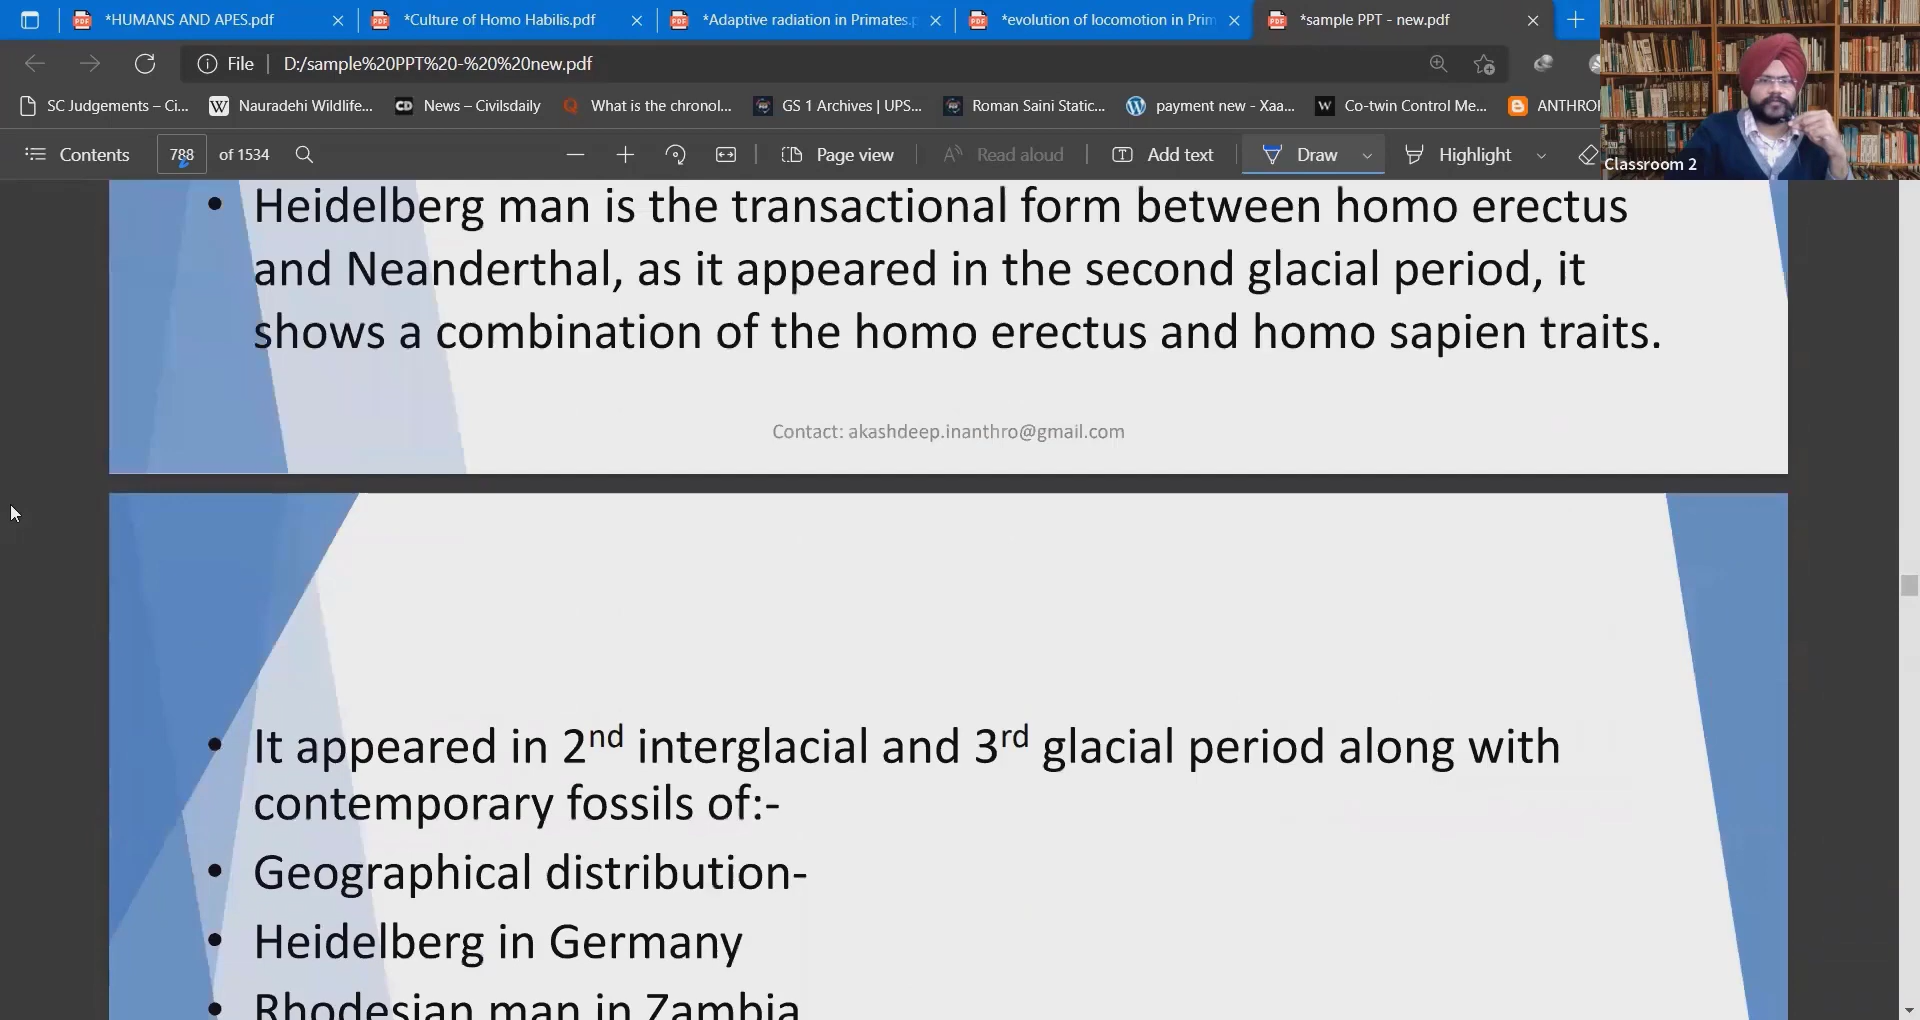 *HUMANS AND APES.pdf
*Culture of Homo Habilis.pdf
*Adaptive radiation in Primates.p
*evolution of locomotion in Prim
*sample PPT - new.pdf
File
D:/sample%20PPT%20-%20%20new.pdf
SC Judgements – Ci...
Nauradehi Wildlife...
News – Civilsdaily
What is the chronol...
GS 1 Archives | UPS...
Roman Saini Static...
payment new - Xaa...
Co-twin Control Me...
ANTHRO
Contents
788 of 1534
Page view
Read aloud
Add text
Draw
Highlight
Classroom 2
• Heidelberg man is the transactional form between homo erectus
and Neanderthal, as it appeared in the second glacial period, it
shows a combination of the homo erectus and homo sapien traits.
Contact: akashdeep.inanthro@gmail.com
• It appeared in 2nd interglacial and 3rd glacial period along with
contemporary fossils of:-
• Geographical distribution-
• Heidelberg in Germany
• Rhodesian man in Zambia